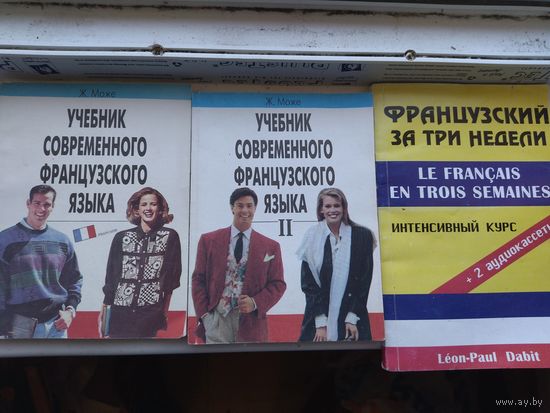 Ж. Може
УЧЕБНИК
СОВРЕМЕННОГО
ФРАНЦУЗСКОГО
ЯЗЫКА
Ж. Може
УЧЕБНИК
СОВРЕМЕННОГО
ФРАНЦУЗСКОГО
ЯЗЫКА
II
ФРАНЦУЗСКИЙ
ЗА ТРИ НЕДЕЛИ
LE FRANÇAIS
EN TROIS SEMAINES
ИНТЕНСИВНЫЙ КУРС
+ 2 аудиокассеты
Léon-Paul Dabit
www.ay.by